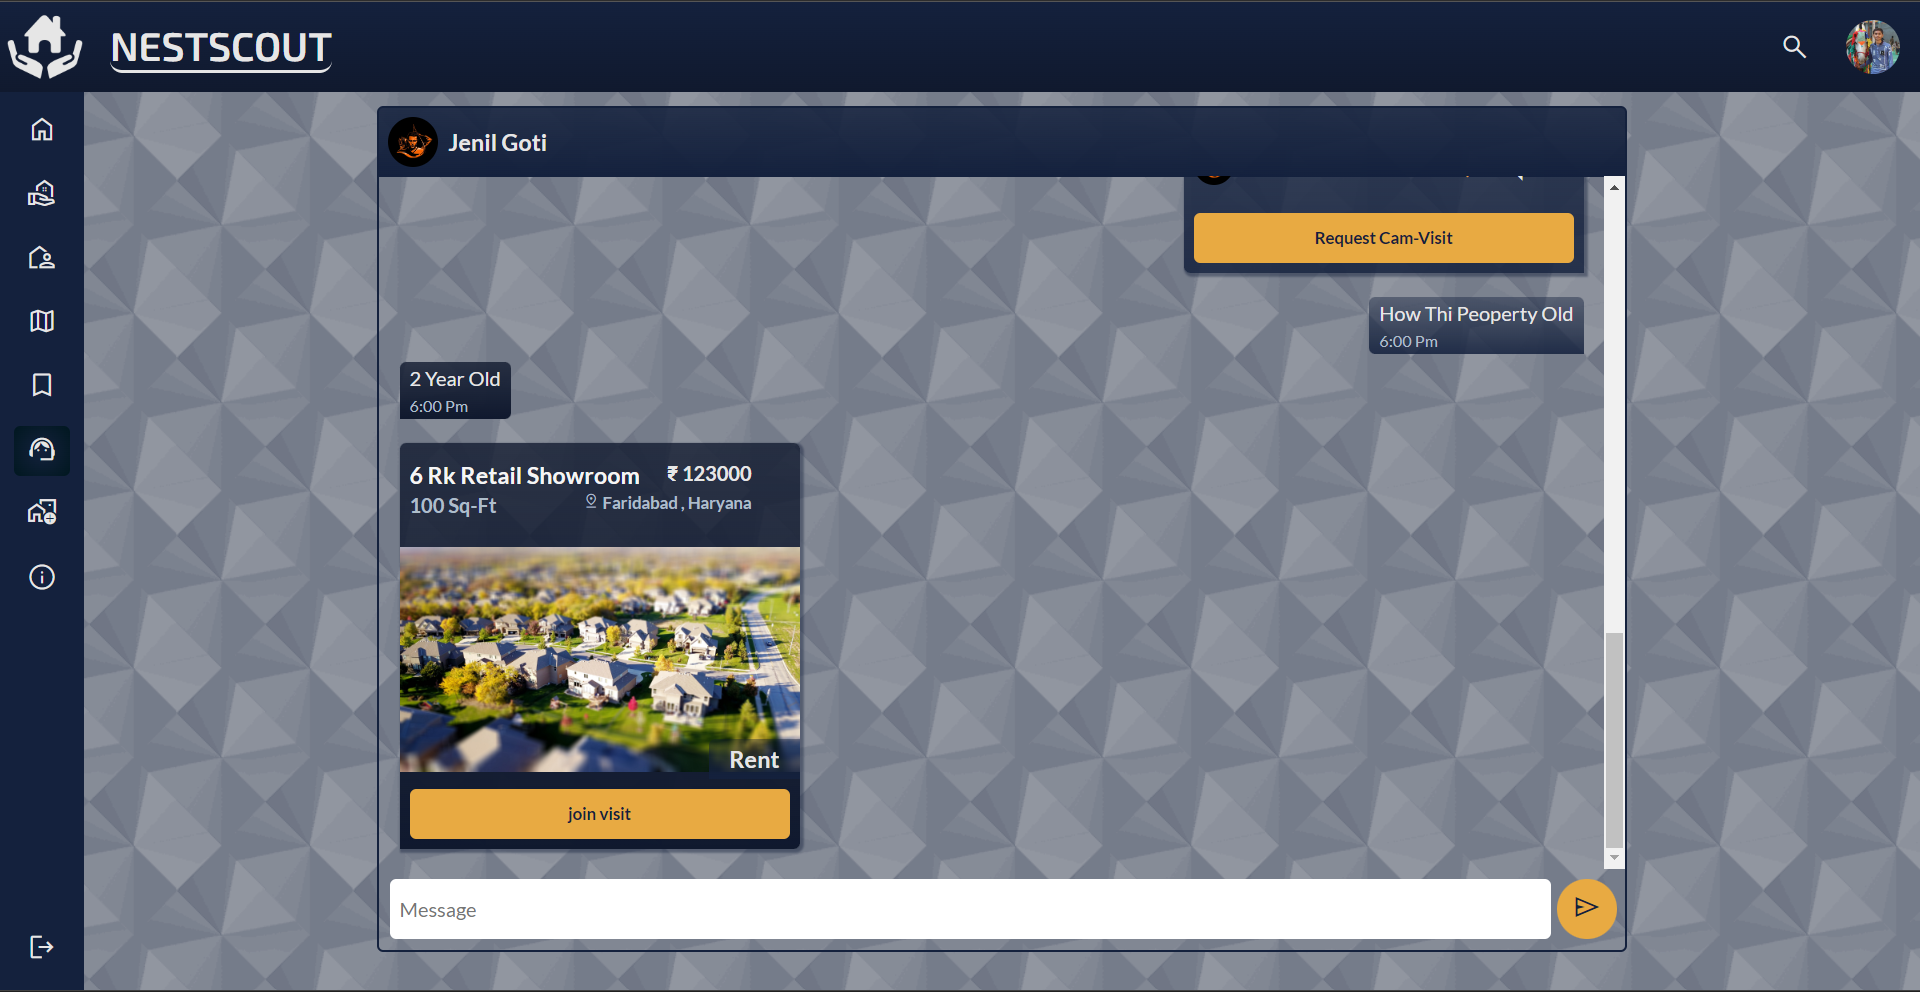 NESTSCOUT
Jenil Goti
Request Cam-Visit
How Thi Peoperty Old
6:00 Pm
2 Year Old
6:00 Pm
6 Rk Retail Showroom ₹ 123000
100 Sq-Ft Faridabad , Haryana
Rent
join visit
Message